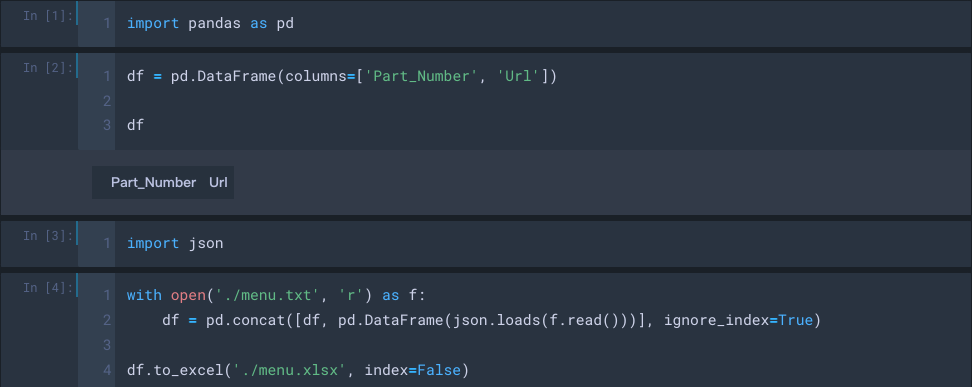 In [1]:
1 import pandas as pd
In [2]:
1 df = pd.DataFrame(columns=['Part_Number', 'Url'])
2
3 df
Part_Number Url
In [3]:
1 import json
In [4]:
1 with open('./menu.txt', 'r') as f:
2     df = pd.concat([df, pd.DataFrame(json.loads(f.read()))], ignore_index=True)
3
4 df.to_excel('./menu.xlsx', index=False)